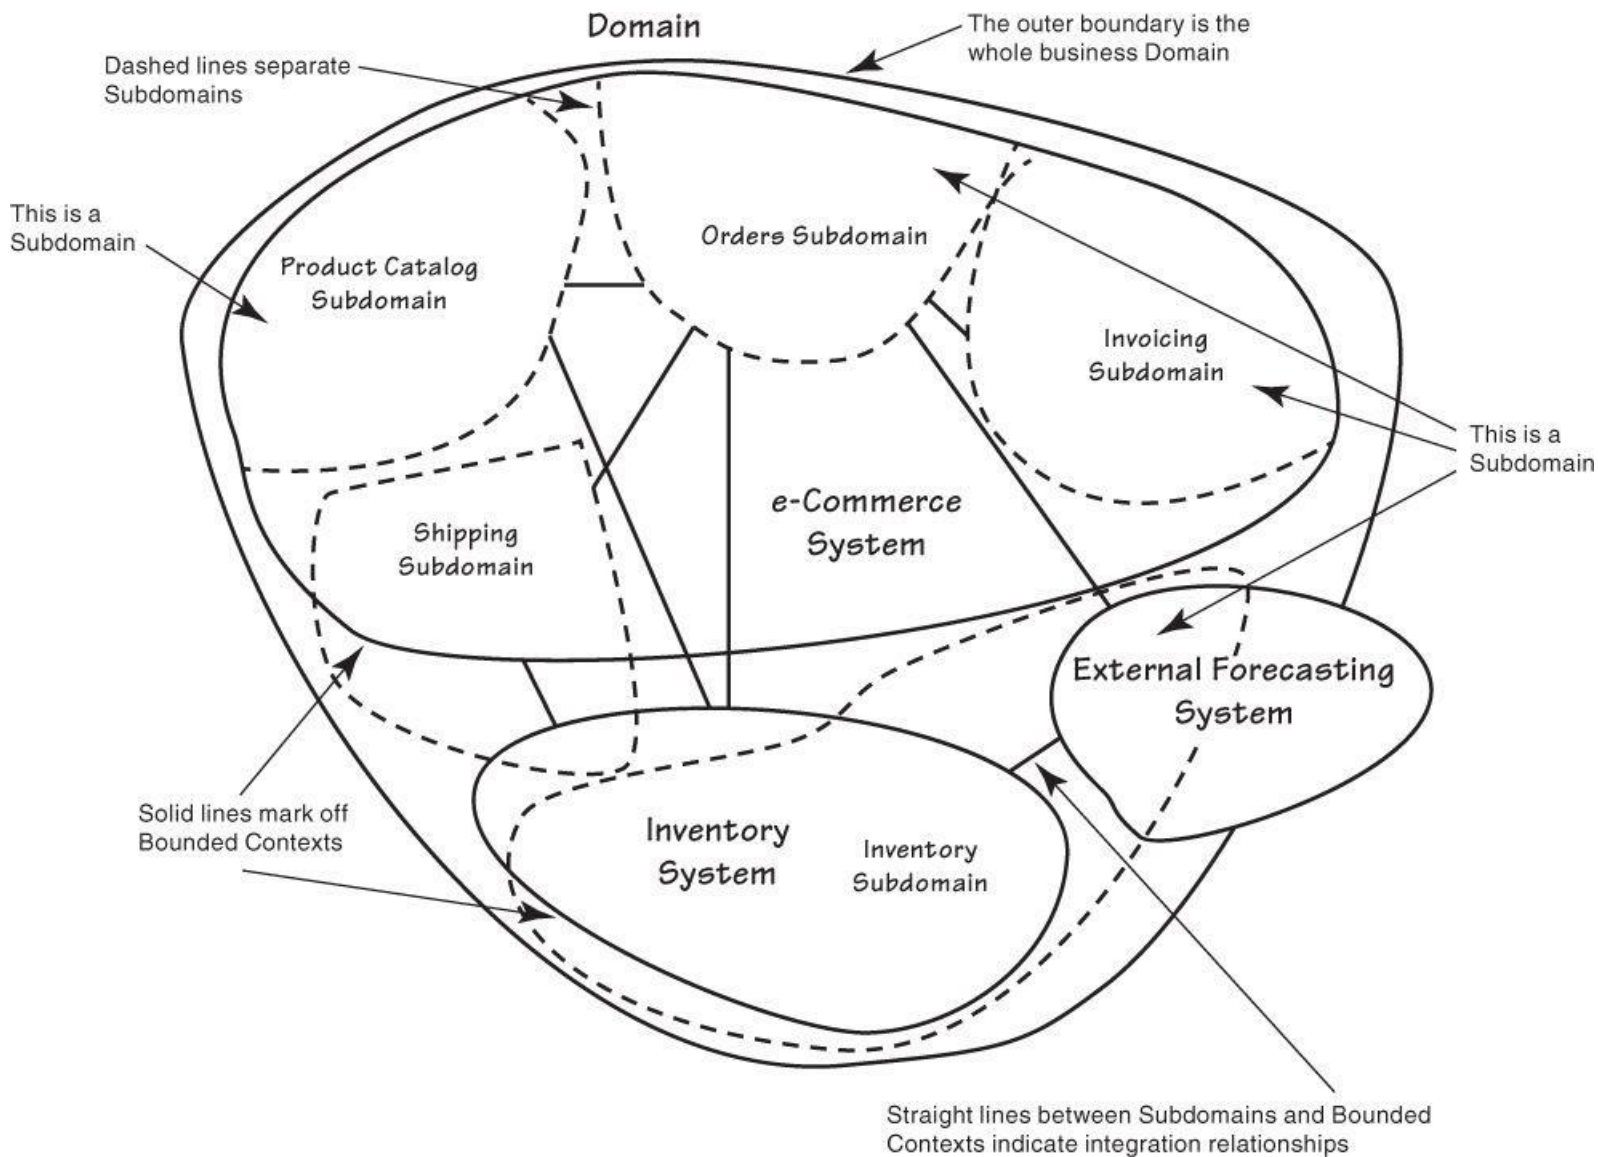 Domain
The outer boundary is the
whole business Domain
Dashed lines separate
Subdomains
This is a
Subdomain
Orders Subdomain
Product Catalog
Subdomain
Invoicing
Subdomain
This is a
Subdomain
e-Commerce
System
Shipping
Subdomain
External Forecasting
System
Solid lines mark off
Bounded Contexts
Inventory
System
Inventory
Subdomain
Straight lines between Subdomains and Bounded
Contexts indicate integration relationships